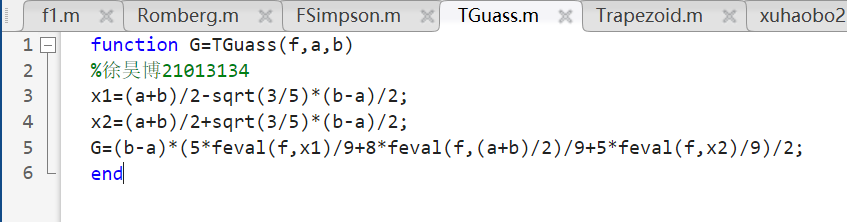 f1.m Romberg.m FSimpson.m TGuass.m Trapezoid.m xuhaobo2
1 function G=TGuass(f,a,b)
2 %徐昊博21013134
3 x1=(a+b)/2-sqrt(3/5)*(b-a)/2;
4 x2=(a+b)/2+sqrt(3/5)*(b-a)/2;
5 G=(b-a)*(5*feval(f,x1)/9+8*feval(f,(a+b)/2)/9+5*feval(f,x2)/9)/2;
6 end